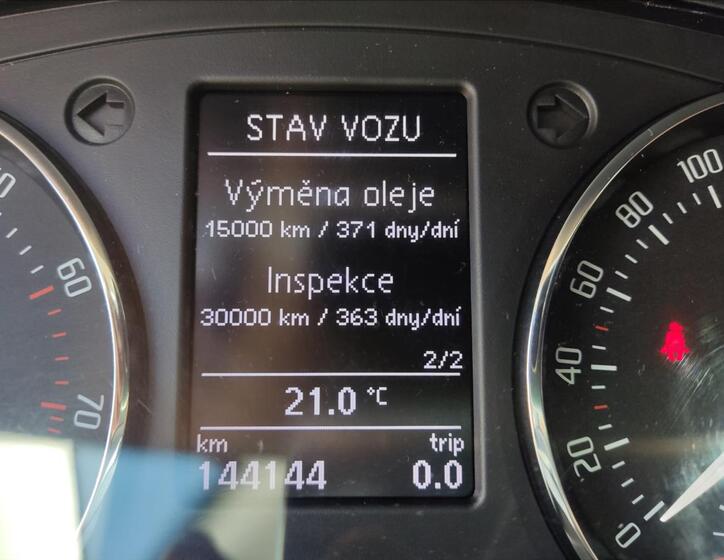 STAV VOZU
Výměna oleje
15000 km / 371 dny/dní
Inspekce
30000 km / 363 dny/dní
2/2
21.0 °C
km trip
144144 0.0
60
70
0
20
40
60
80
100